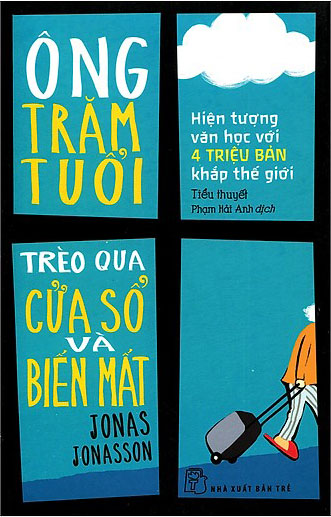 ÔNG
TRĂM
TUỔI
Hiện tượng
văn học với
4 TRIỆU BẢN
khắp thế giới
Tiểu thuyết
Phạm Hải Anh dịch
TRÈO QUA
CỬA SỔ
VÀ
BIẾN MẤT
JONAS
JONASSON
NHÀ XUẤT BẢN TRẺ